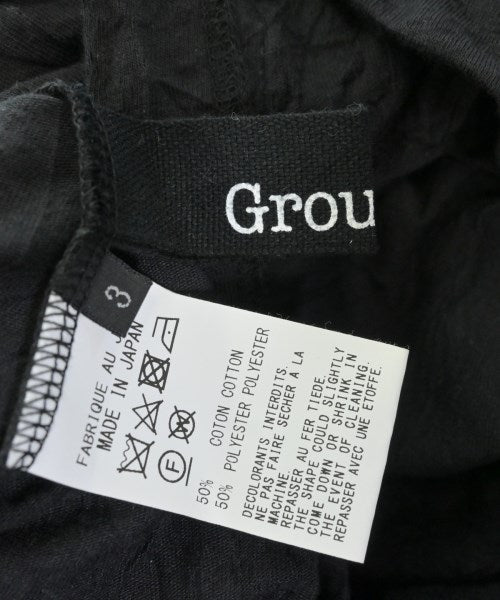 Grou
3
FABRIQUE AU J
MADE IN JAPAN
F
50% COTON COTTON
50% POLYESTER POLYESTER
DECOLORANTS INTERDITS.
NE PAS FAIRE SECHER A LA
MACHINE.
REPASSER AU FER TIEDE.
THE SHAPE COULD SLIGHTLY
COME DOWN OR SHRINK IN
THE EVENT OF CLEANING.
REPASSER AVEC UNE ETOFFE.